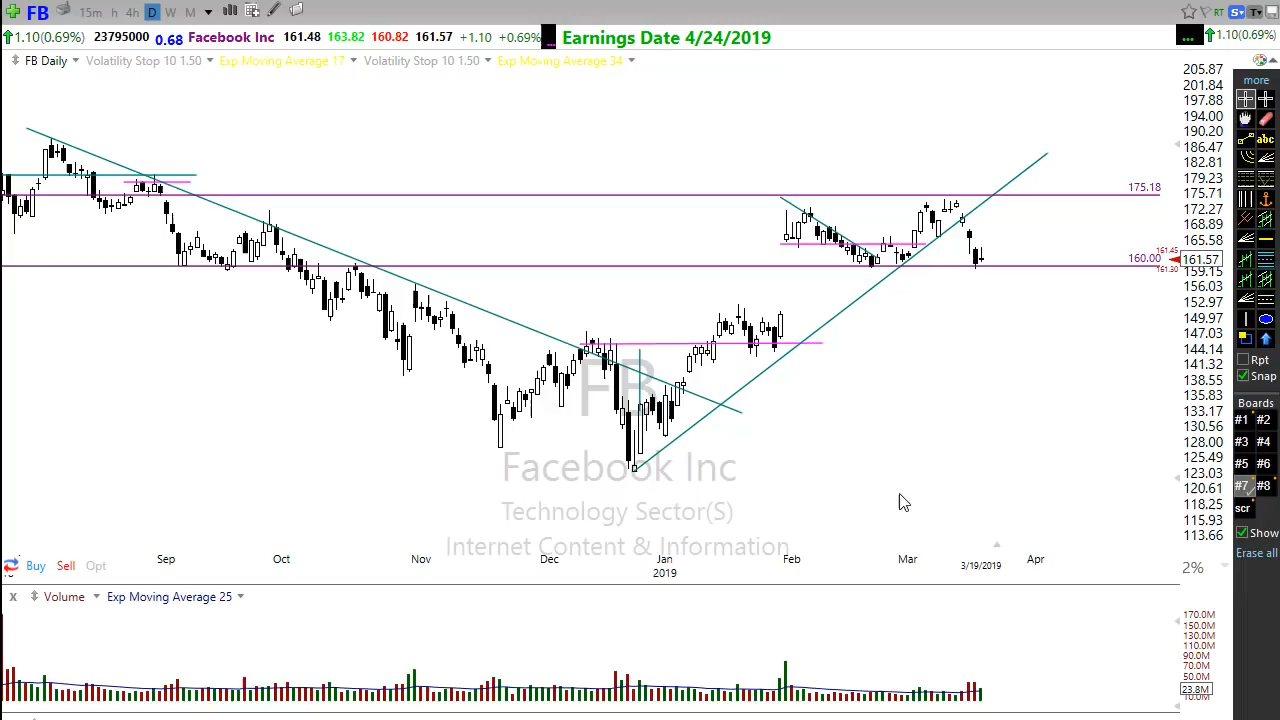 FB 15m h 4h D W M RT S T
1.10(0.69%) 23795000 0.68 Facebook Inc 161.48 163.82 160.82 161.57 +1.10 +0.69% ... Earnings Date 4/24/2019 ... 1.10(0.69%)
FB Daily Volatility Stop 10 1.50 Exp Moving Average 17 Volatility Stop 10 1.50 Exp Moving Average 34
205.87
201.84
197.88
194.00
190.20
186.47
182.81
179.23
175.18
175.71
172.27
168.89
165.58
161.45
160.00
161.57
161.30
159.15
156.03
152.97
149.97
147.03
144.14
141.32
138.55
135.83
133.17
130.56
128.00
125.49
123.03
120.61
118.25
115.93
113.66
more
abc
Rpt
Snap
Boards
#1 #2
#3 #4
#5 #6
#7 #8
scr
Show
Erase all
FB
Facebook Inc
Technology Sector(S)
Internet Content & Information
Sep Oct Nov Dec Jan Feb Mar Apr
2019 3/19/2019
Buy Sell Opt
2%
x Volume Exp Moving Average 25
170.0M
150.0M
130.0M
110.0M
90.0M
70.0M
50.0M
23.8M
10.0M